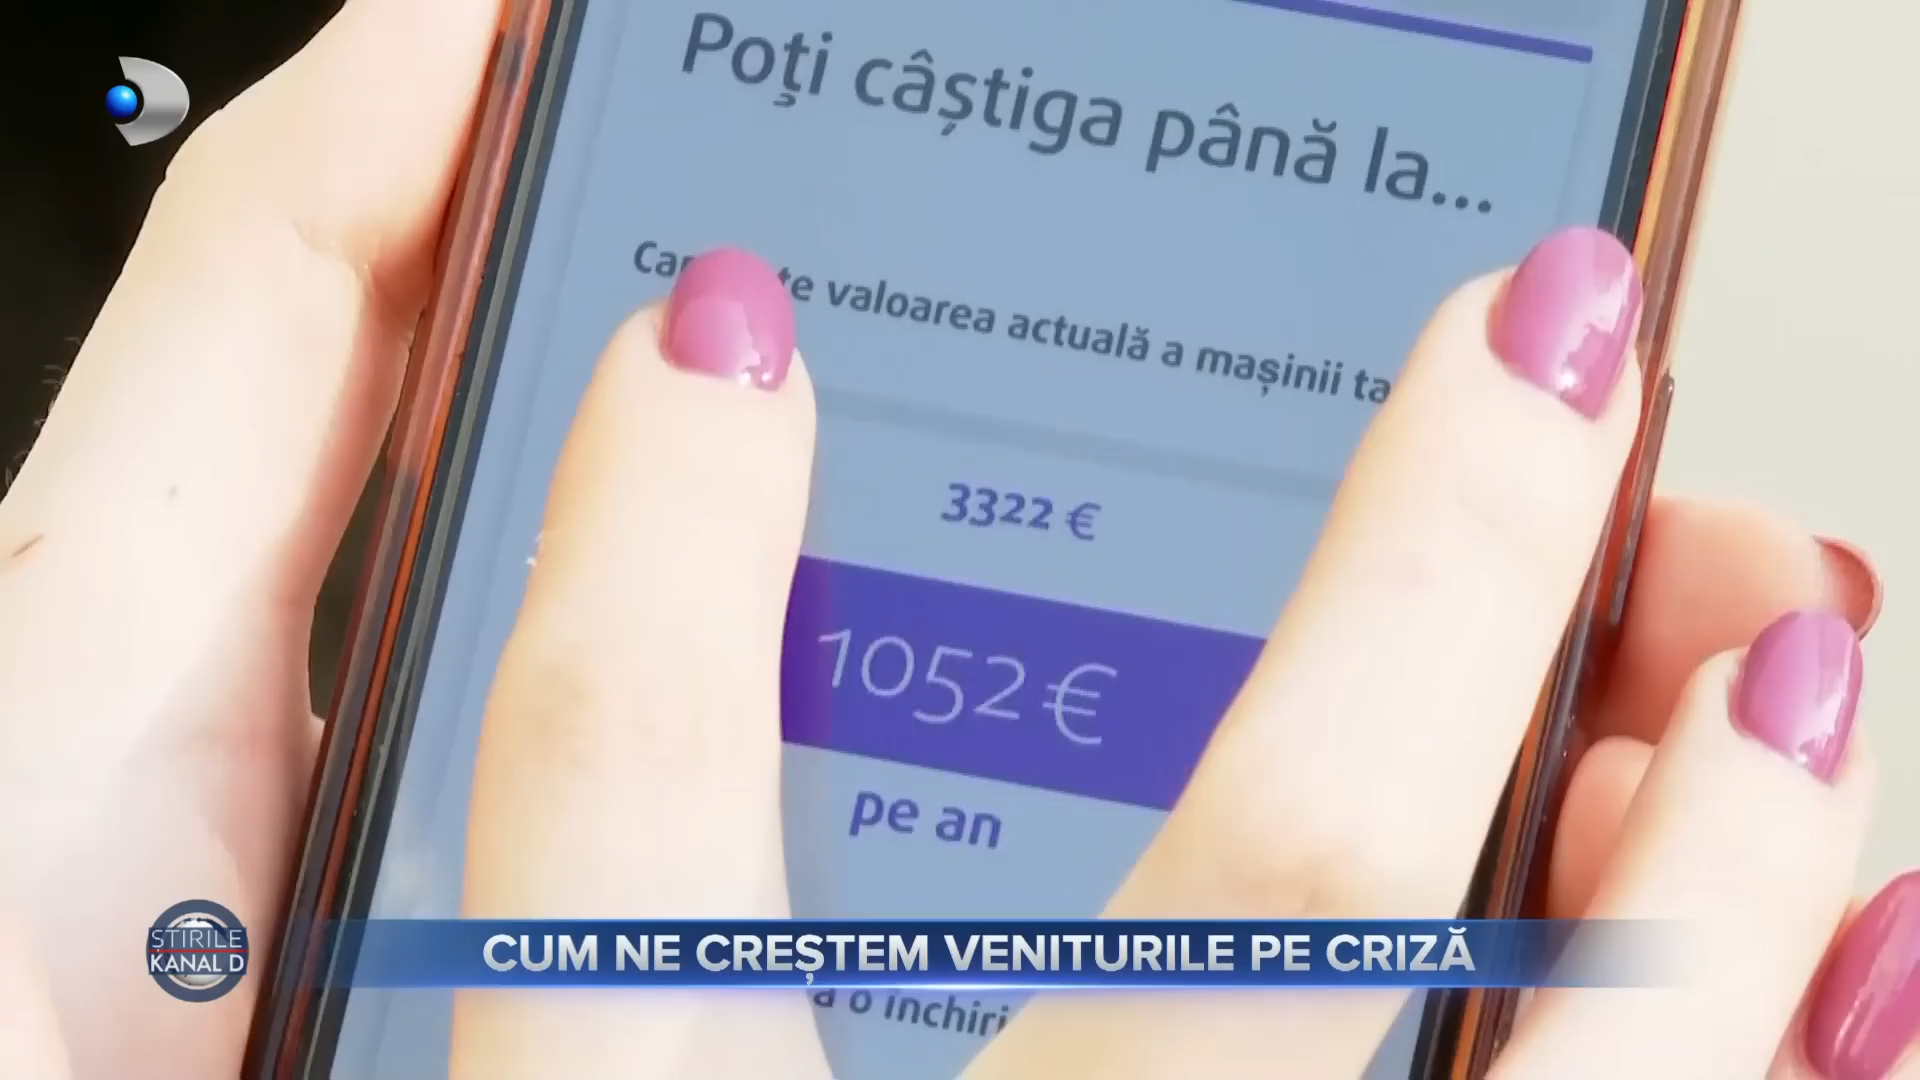 Poți câștiga până la...
valoarea actuală a mașinii
3322 €
1052 €
pe an
ȘTIRILE
KANAL D
CUM NE CREȘTEM VENITURILE PE CRIZĂ
o